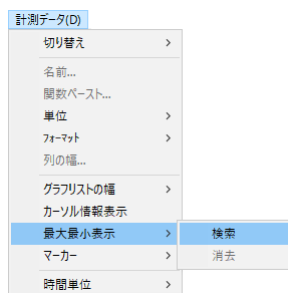 計測データ(D)
切り替え
名前...
関数ペースト...
単位
フォーマット
列の幅...
グラフリストの幅
カーソル情報表示
最大最小表示
検索
マーカー
消去
時間単位